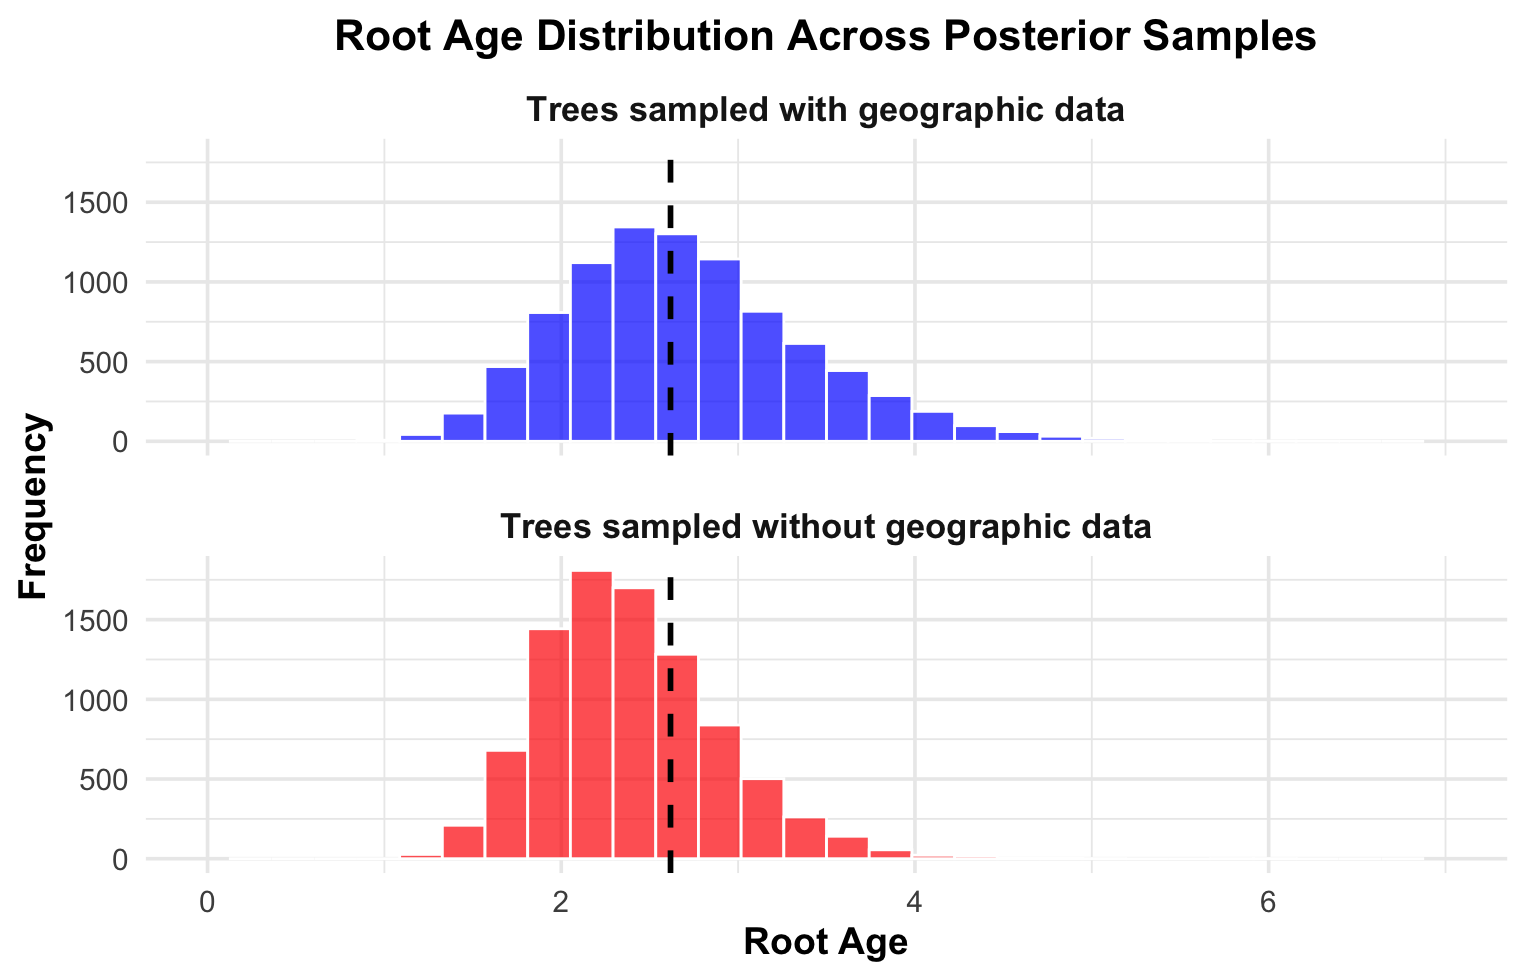 Root Age Distribution Across Posterior Samples
Trees sampled with geographic data
1500
1000
500
0
Frequency
Trees sampled without geographic data
1500
1000
500
0
0 2 4 6
Root Age